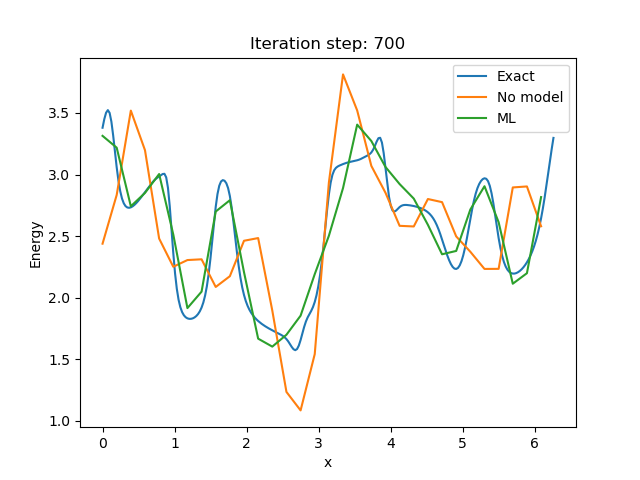 Iteration step: 700
Exact
No model
ML
Energy
3.5
3.0
2.5
2.0
1.5
1.0
0 1 2 3 4 5 6
x